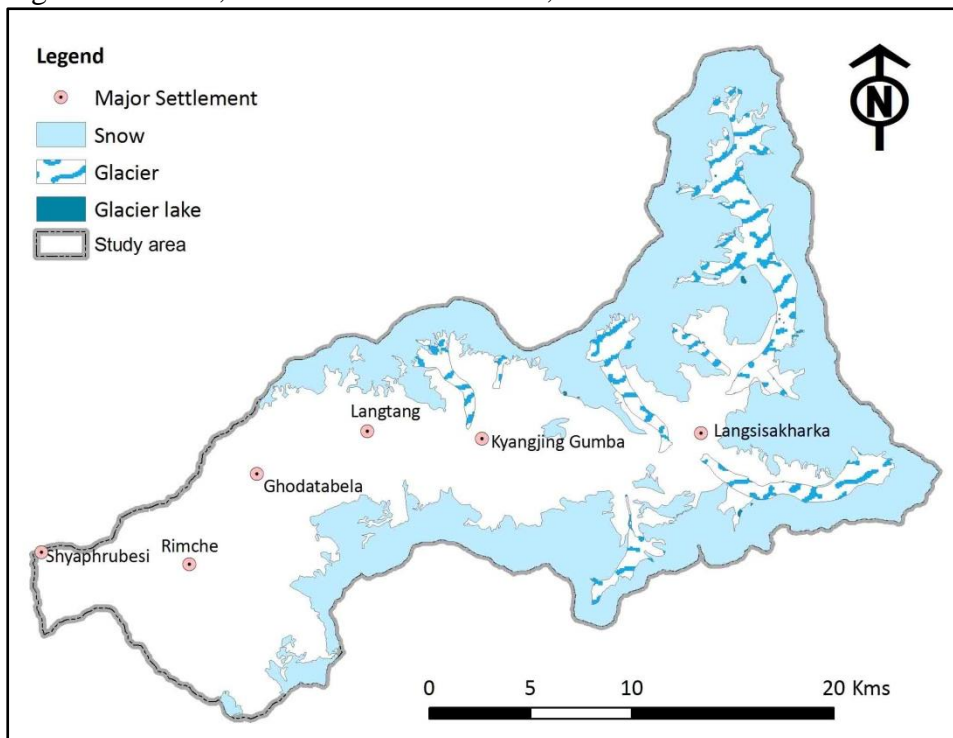 Legend
Major Settlement
Snow
Glacier
Glacier lake
Study area
N
Langtang
Kyangjing Gumba
Langsisakharka
Ghodatabela
Shyaphrubesi
Rimche
0 5 10 20 Kms